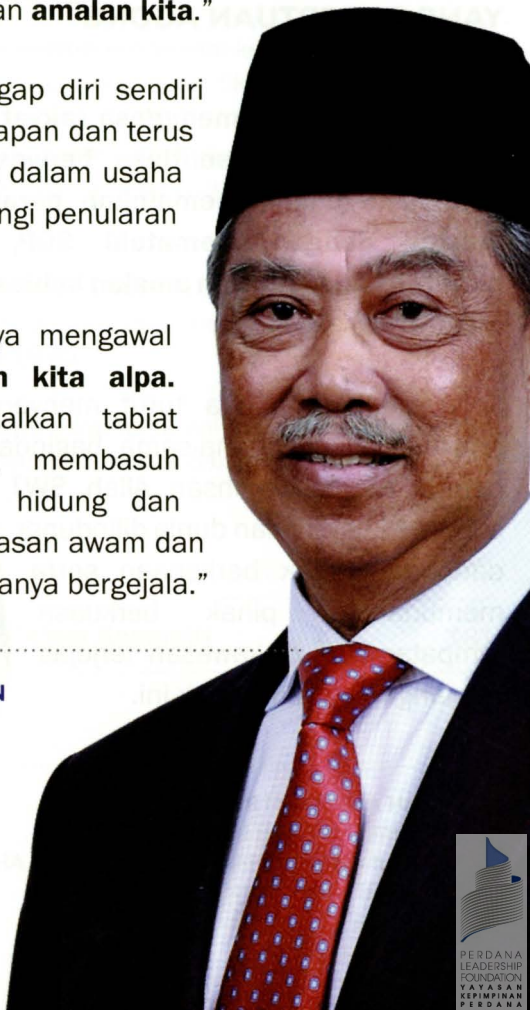 an amalan kita."
gap diri sendiri
apan dan terus
dalam usaha
ngi penularan
ya mengawal
n kita alpa.
alkan tabiat
membasuh
hidung dan
asan awam dan
anya bergejala."
N
PERDANA
LEADERSHIP
FOUNDATION
YAYASAN
KEPIMPINAN
PERDANA